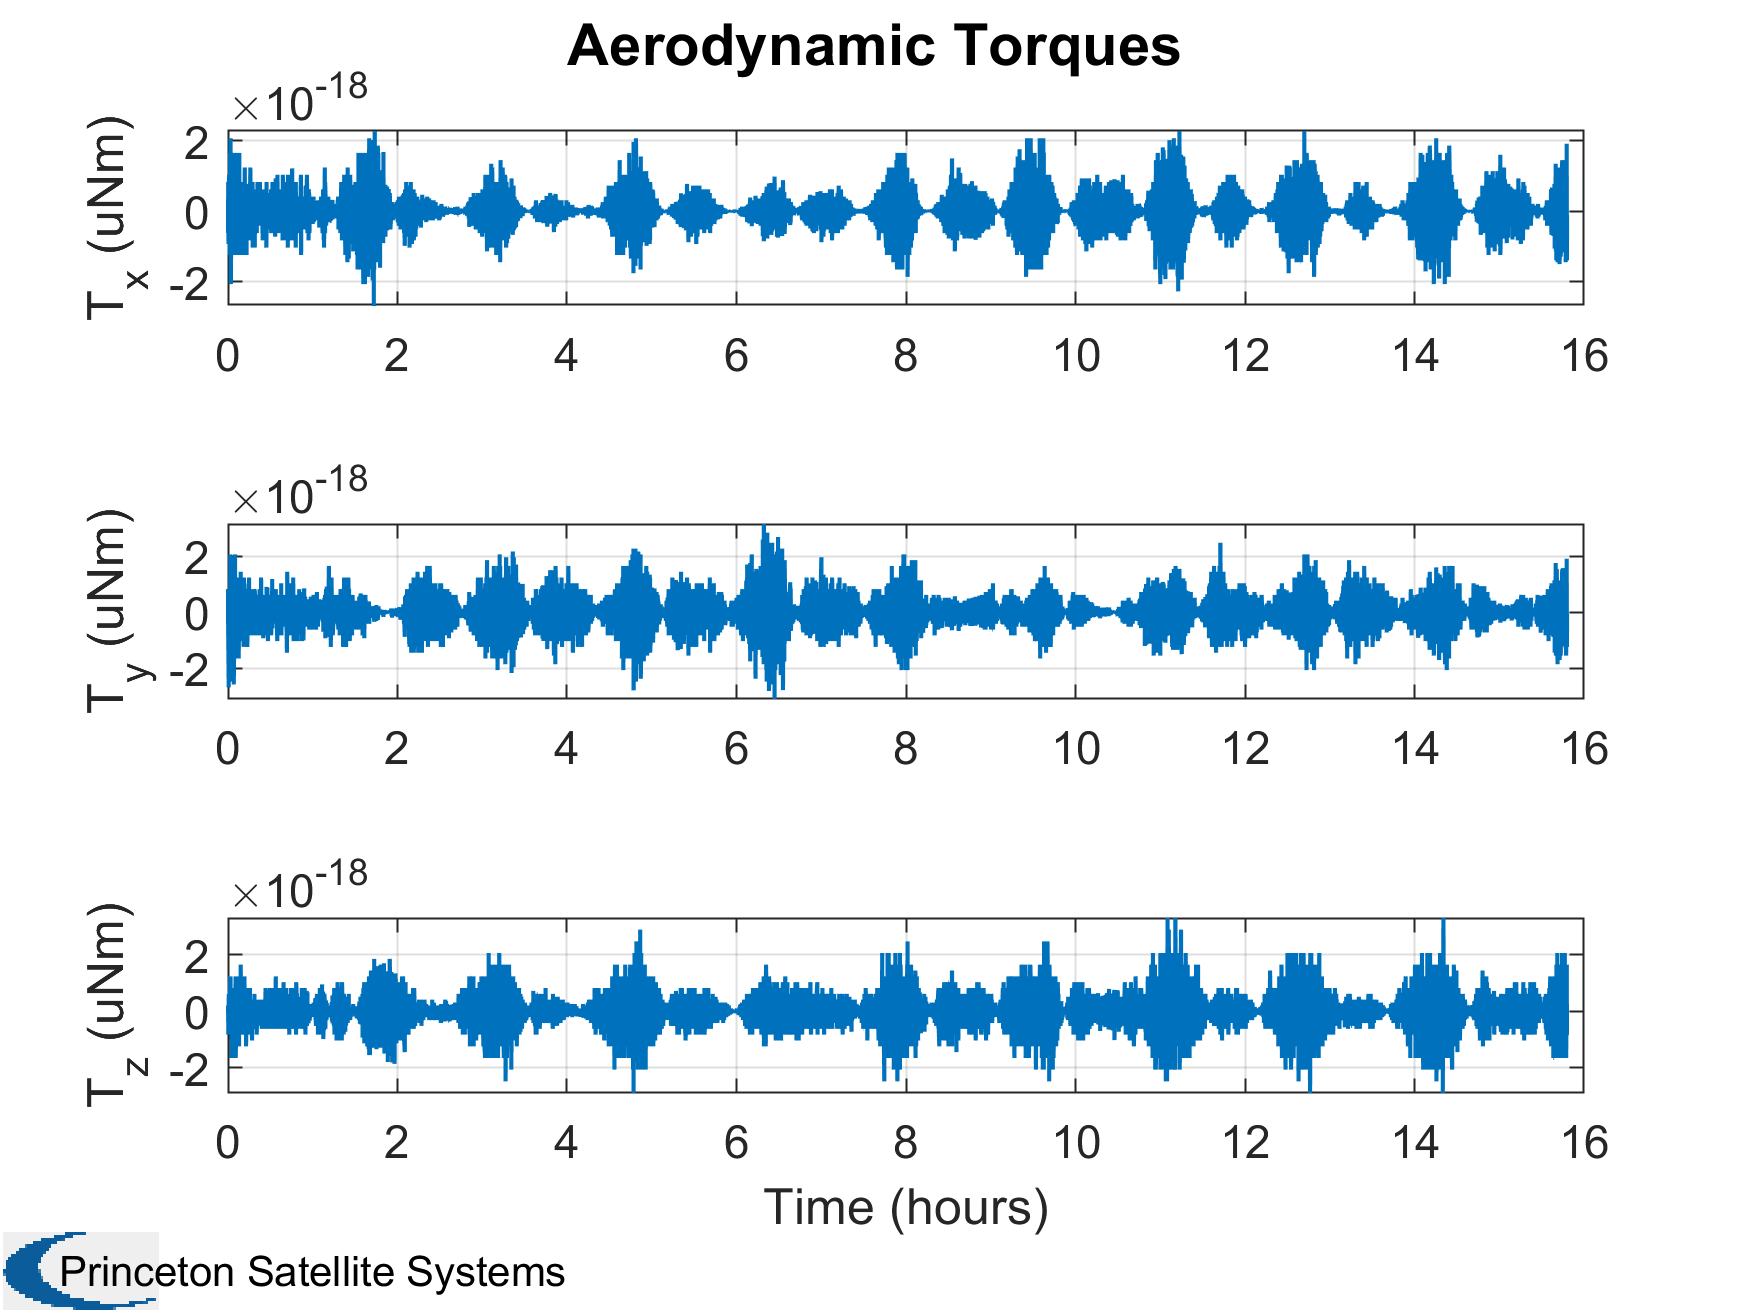 Aerodynamic Torques
×10-18
Tx (uNm)
2
0
-2
0 2 4 6 8 10 12 14 16
×10-18
Ty (uNm)
2
0
-2
0 2 4 6 8 10 12 14 16
×10-18
Tz (uNm)
2
0
-2
0 2 4 6 8 10 12 14 16
Time (hours)
Princeton Satellite Systems